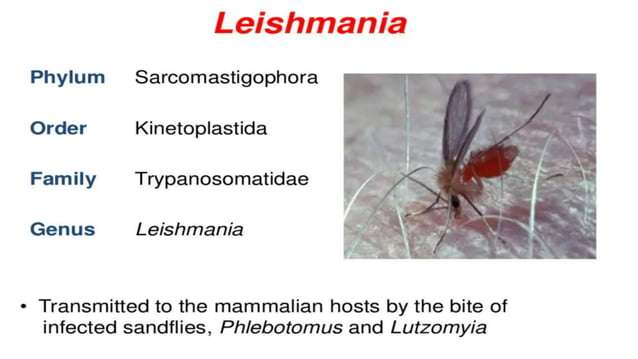 Leishmania
Phylum Sarcomastigophora
Order Kinetoplastida
Family Trypanosomatidae
Genus Leishmania
• Transmitted to the mammalian hosts by the bite of
infected sandflies, Phlebotomus and Lutzomyia